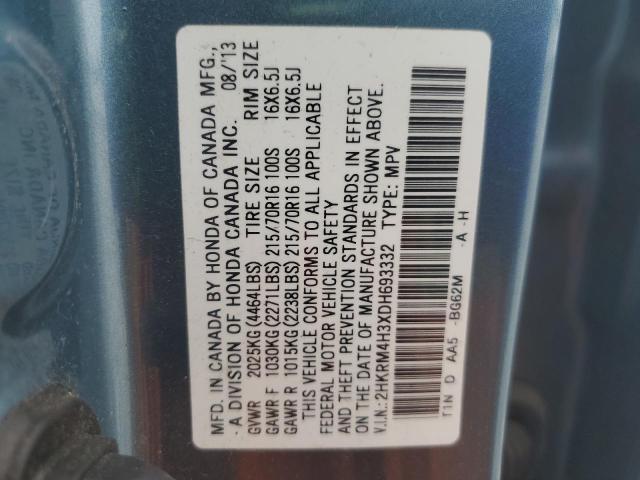 MFD. IN CANADA BY HONDA OF CANADA MFG.,
-A DIVISION OF HONDA CANADA INC. 08/'13
GVWR 2025KG(4464LBS) TIRE SIZE RIM SIZE
GAWR F 1030KG(2271LBS) 215/70R16 100S 16X6.5J
GAWR R 1015KG(2238LBS) 215/70R16 100S 16X6.5J
THIS VEHICLE CONFORMS TO ALL APPLICABLE
FEDERAL MOTOR VEHICLE SAFETY
AND THEFT PREVENTION STANDARDS IN EFFECT
ON THE DATE OF MANUFACTURE SHOWN ABOVE.
V.I.N.:2HKRM4H3XDH693332 TYPE: MPV
T1N D AA5 -BG62M -A -H